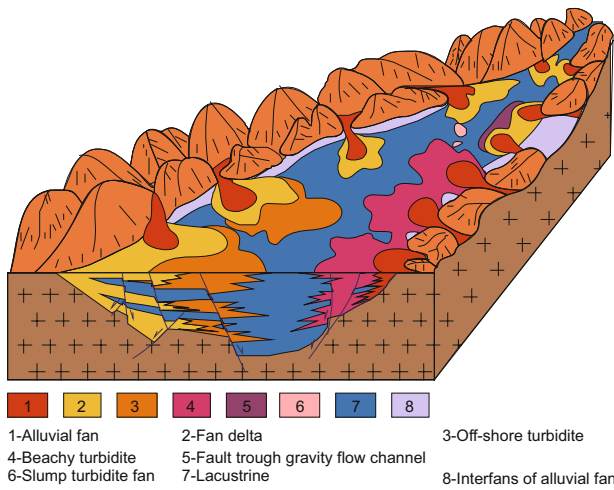 1 2 3 4 5 6 7 8
1-Alluvial fan 2-Fan delta 3-Off-shore turbidite
4-Beachy turbidite 5-Fault trough gravity flow channel
6-Slump turbidite fan 7-Lacustrine 8-Interfans of alluvial fan